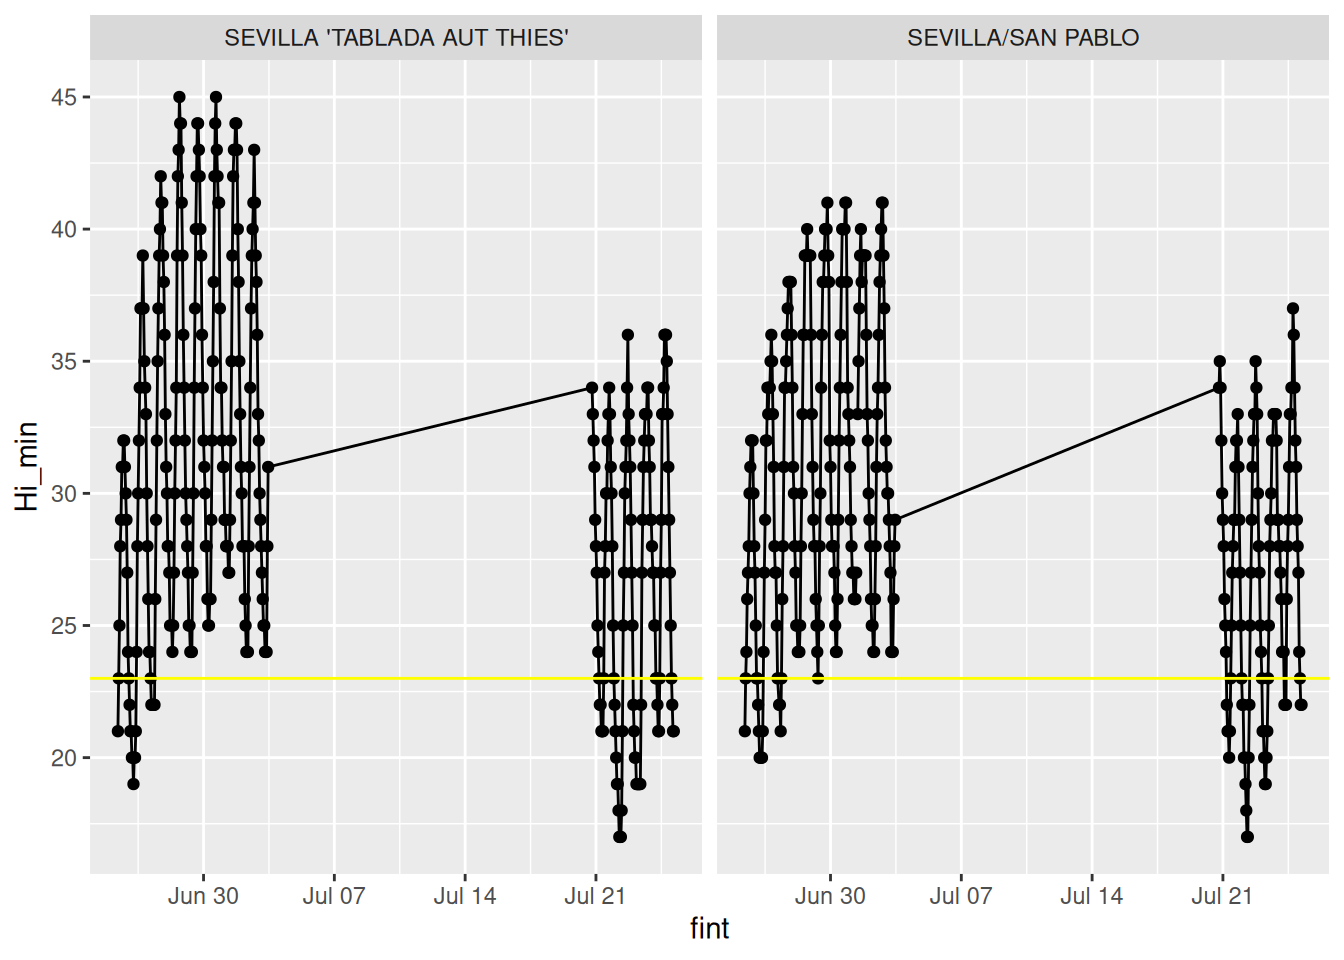 SEVILLA 'TABLADA AUT THIES'
SEVILLA/SAN PABLO
45
40
35
30
25
20
Hi_min
Jun 30
Jul 07
Jul 14
Jul 21
Jun 30
Jul 07
Jul 14
Jul 21
fint